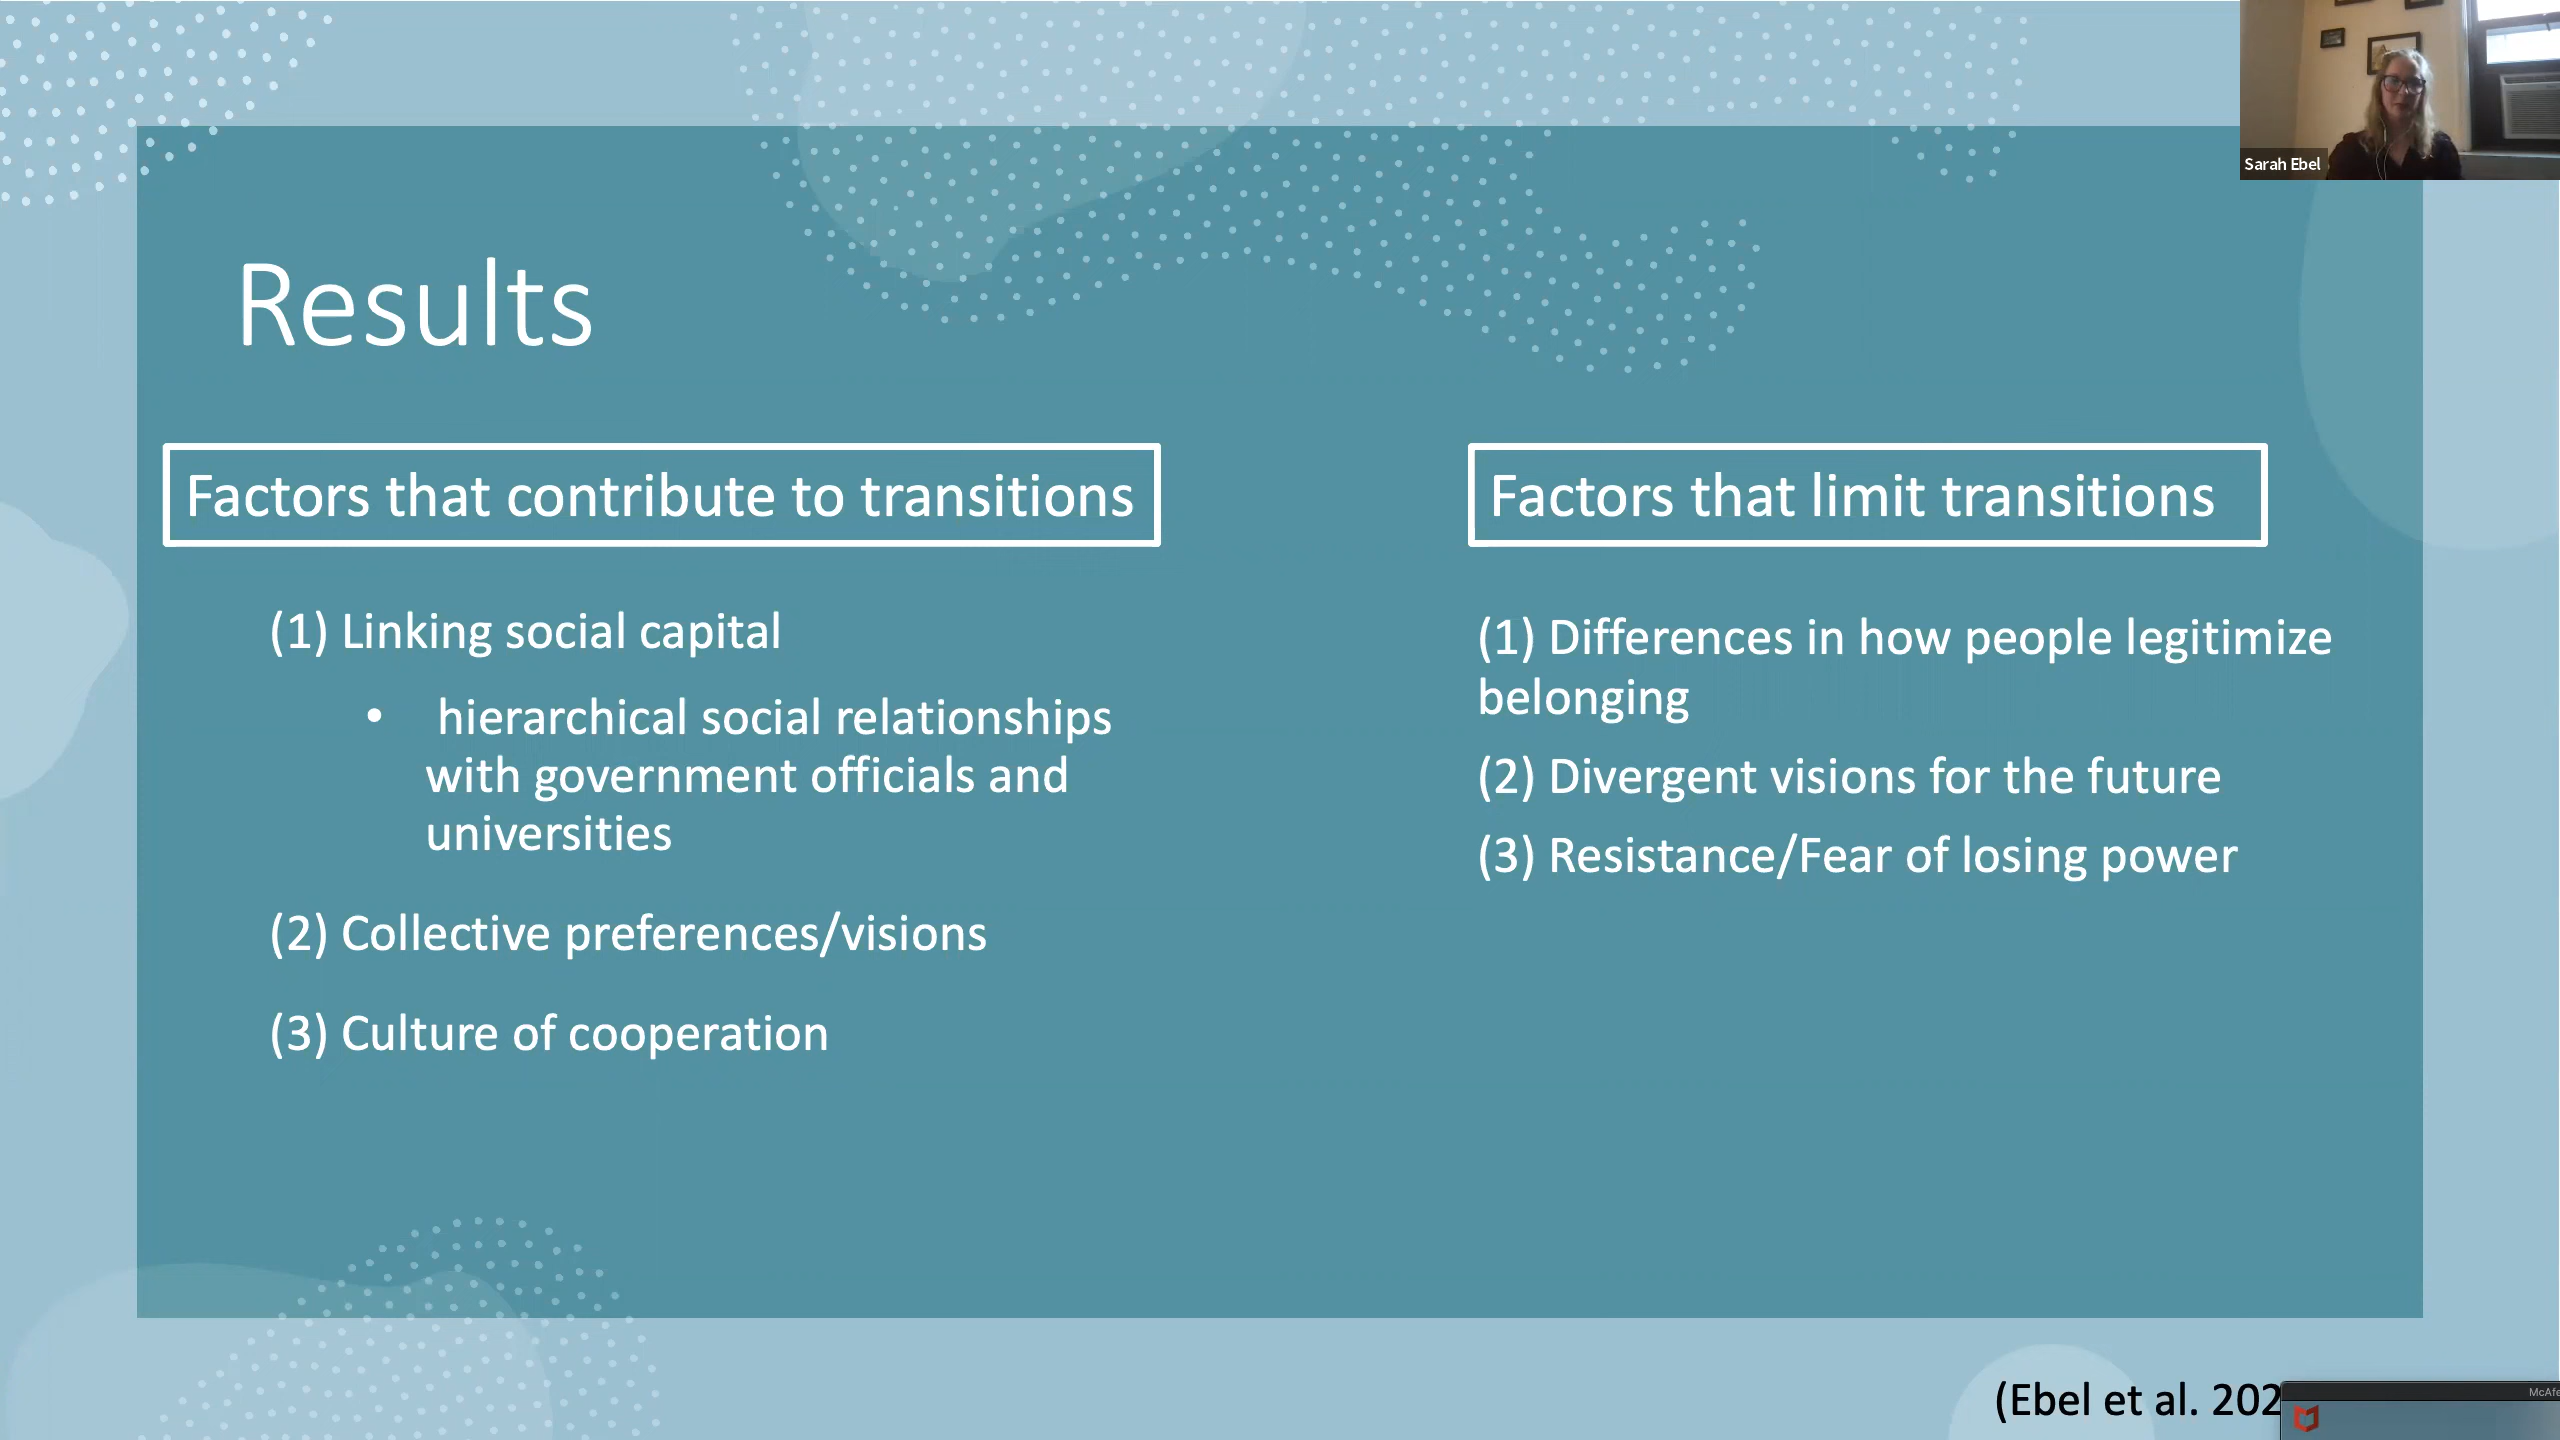 Sarah Ebel
Results
Factors that contribute to transitions
(1) Linking social capital
• hierarchical social relationships
with government officials and
universities
(2) Collective preferences/visions
(3) Culture of cooperation
Factors that limit transitions
(1) Differences in how people legitimize
belonging
(2) Divergent visions for the future
(3) Resistance/Fear of losing power
(Ebel et al. 202
McAfe